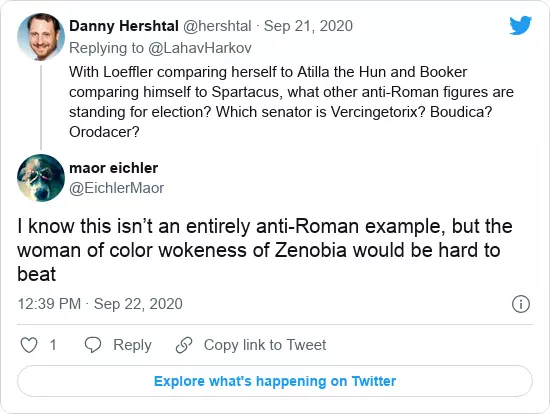 Danny Hershtal @hershtal · Sep 21, 2020
Replying to @LahavHarkov
With Loeffler comparing herself to Atilla the Hun and Booker
comparing himself to Spartacus, what other anti-Roman figures are
standing for election? Which senator is Vercingetorix? Boudica?
Orodacer?
maor eichler
@EichlerMaor
I know this isn’t an entirely anti-Roman example, but the
woman of color wokeness of Zenobia would be hard to
beat
12:39 PM · Sep 22, 2020
1 Reply Copy link to Tweet
Explore what's happening on Twitter